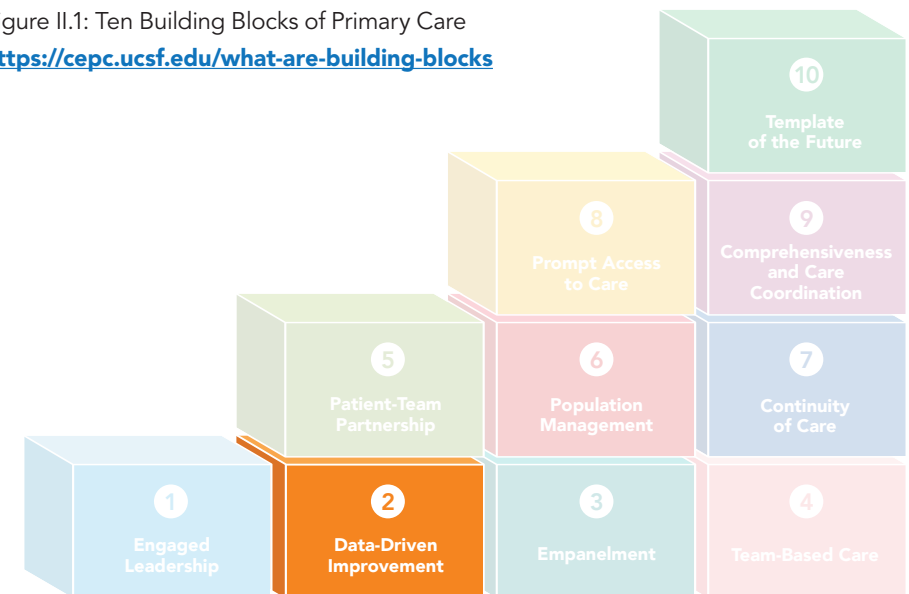 igure II.1: Ten Building Blocks of Primary Care
ttps://cepc.ucsf.edu/what-are-building-blocks
10
Template
of the Future
8
Prompt Access
to Care
9
Comprehensiveness
and Care
Coordination
5
Patient-Team
Partnership
6
Population
Management
7
Continuity
of Care
1
Engaged
Leadership
2
Data-Driven
Improvement
3
Empanelment
4
Team-Based Care